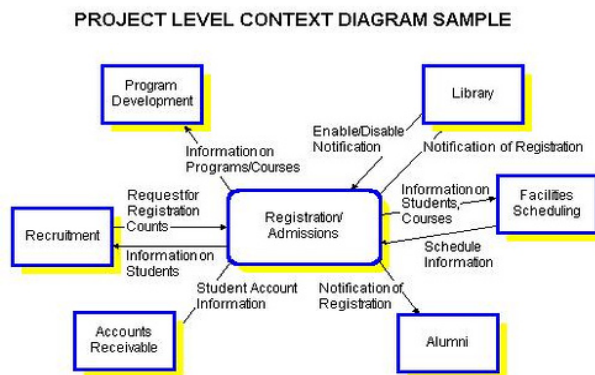 PROJECT LEVEL CONTEXT DIAGRAM SAMPLE
Program
Development
Library
Enable/Disable
Notification
Information on
Programs/Courses
Notification of Registration
Requestfor
Registration
Counts
Information on
Students,
Courses
Facilities
Scheduling
Recruitment
Registration/
Admissions
Information on
Students
Schedule
Information
Student Account
Information
Notification of
Registration
Accounts
Receivable
Alumni